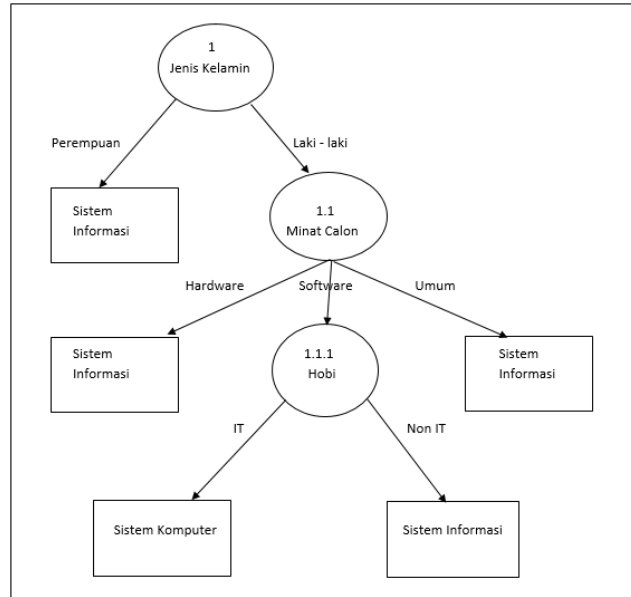 1
Jenis Kelamin
Perempuan
Laki - laki
Sistem
Informasi
1.1
Minat Calon
Hardware
Software
Umum
Sistem
Informasi
1.1.1
Hobi
Sistem
Informasi
IT
Non IT
Sistem Komputer
Sistem Informasi